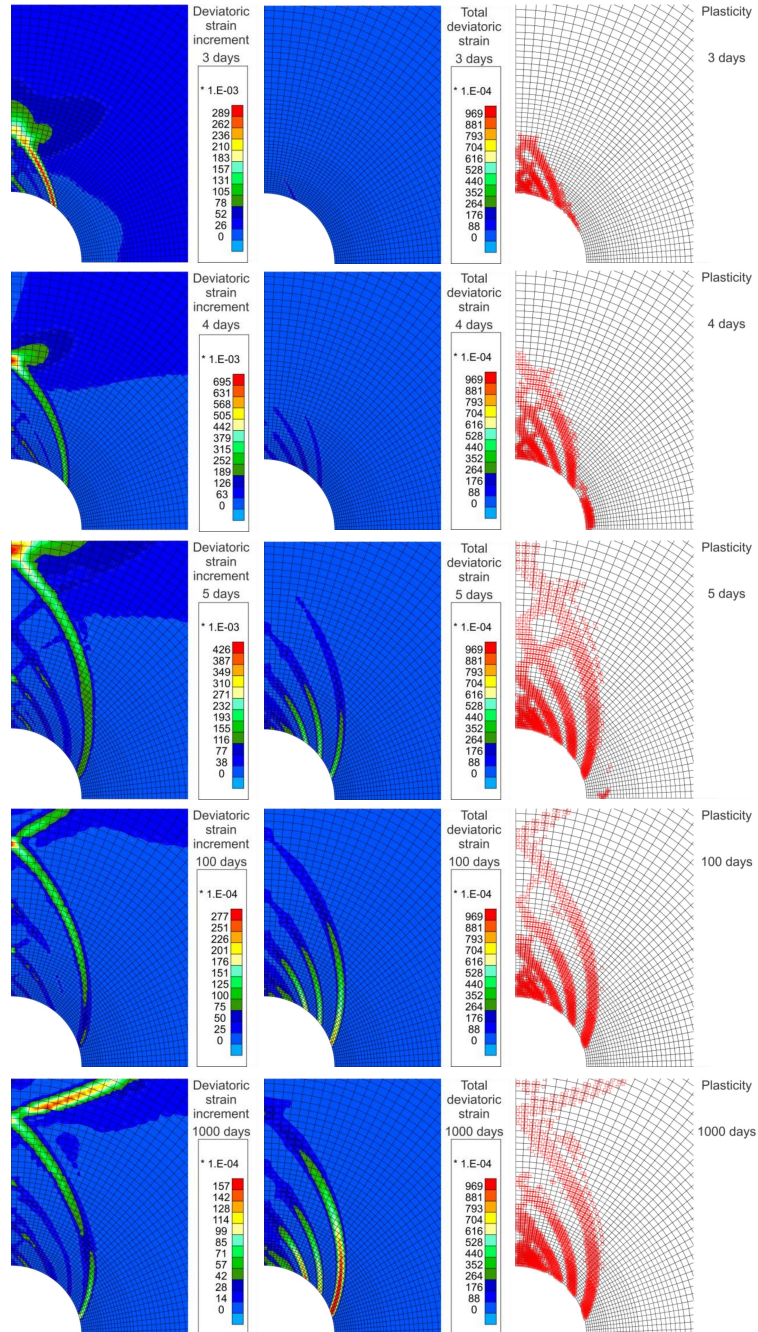 Deviatoric
strain
increment
3 days
* 1.E-03
289
262
236
210
183
157
131
105
78
52
26
0
Total
deviatoric
strain
3 days
* 1.E-04
969
881
793
704
616
528
440
352
264
176
88
0
Plasticity
3 days
Deviatoric
strain
increment
4 days
* 1.E-03
695
631
568
505
442
379
315
252
189
126
63
0
Total
deviatoric
strain
4 days
* 1.E-04
969
881
793
704
616
528
440
352
264
176
88
0
Plasticity
4 days
Deviatoric
strain
increment
5 days
* 1.E-03
426
387
349
310
271
232
193
155
116
77
38
0
Total
deviatoric
strain
5 days
* 1.E-04
969
881
793
704
616
528
440
352
264
176
88
0
Plasticity
5 days
Deviatoric
strain
increment
100 days
* 1.E-04
277
251
226
201
176
151
125
100
75
50
25
0
Total
deviatoric
strain
100 days
* 1.E-04
969
881
793
704
616
528
440
352
264
176
88
0
Plasticity
100 days
Deviatoric
strain
increment
1000 days
* 1.E-04
157
142
128
114
99
85
71
57
42
28
14
0
Total
deviatoric
strain
1000 days
* 1.E-04
969
881
793
704
616
528
440
352
264
176
88
0
Plasticity
1000 days